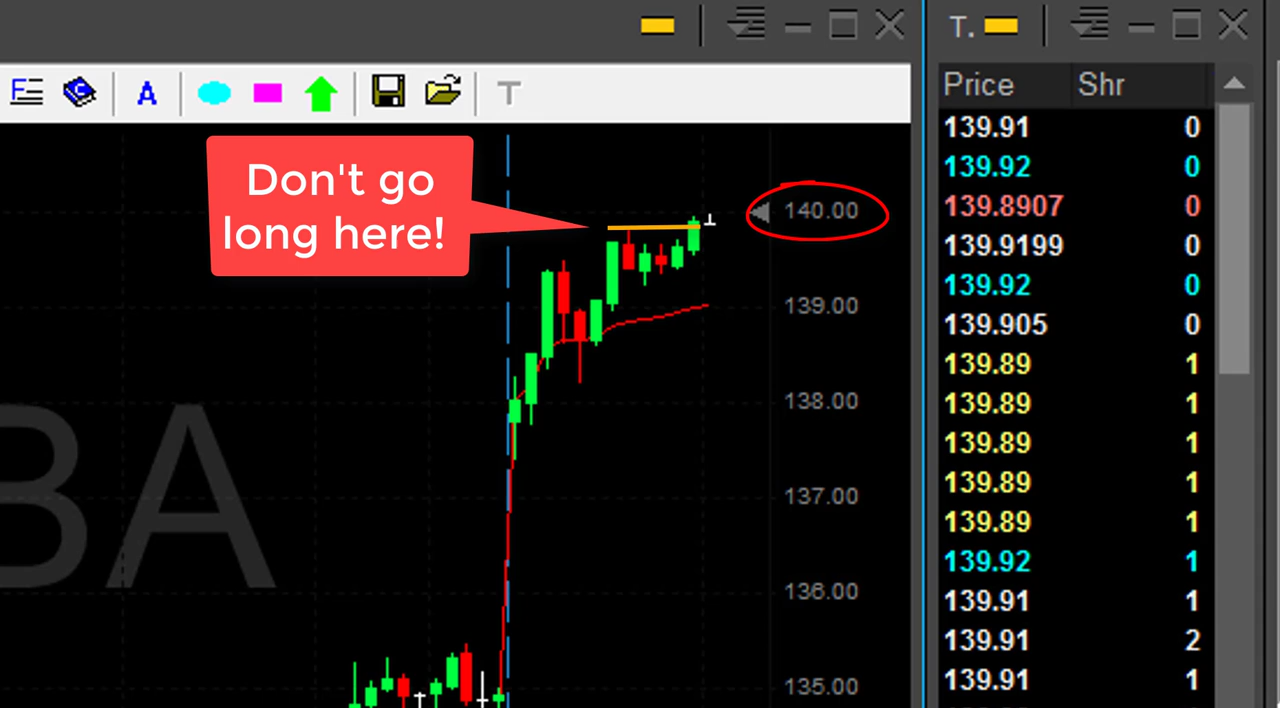 T.
F
C
A
T
Price Shr
Don't go
long here!
140.00
139.00
138.00
137.00
136.00
135.00
BA
139.91 0
139.92 0
139.8907 0
139.9199 0
139.92 0
139.905 0
139.89 1
139.89 1
139.89 1
139.89 1
139.89 1
139.92 1
139.91 1
139.91 2
139.91 1